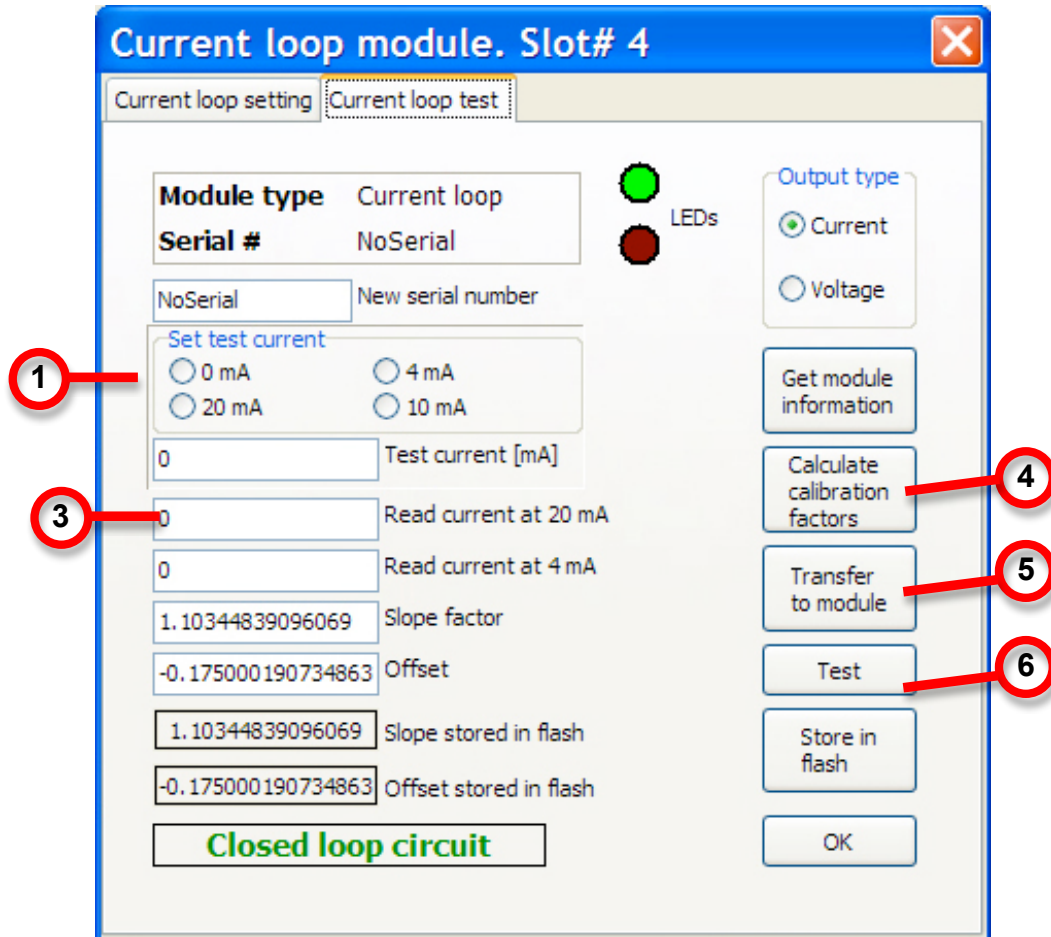 Current loop module. Slot# 4
Current loop setting Current loop test
Module type Current loop
Serial # NoSerial
LEDs
Output type
Current
Voltage
NoSerial New serial number
Set test current
0 mA 4 mA
20 mA 10 mA
1
0 Test current [mA]
3
0 Read current at 20 mA
0 Read current at 4 mA
1.10344839096069 Slope factor
-0.175000190734863 Offset
1.10344839096069 Slope stored in flash
-0.175000190734863 Offset stored in flash
Closed loop circuit
Get module
information
Calculate
calibration
factors
4
Transfer
to module
5
Test
6
Store in
flash
OK